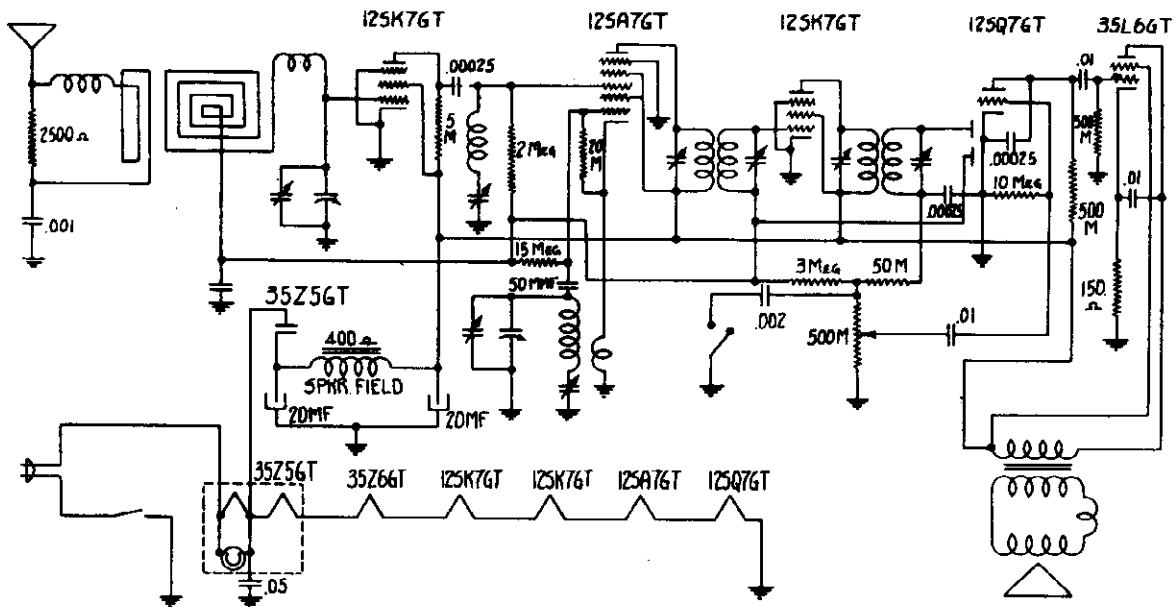 12SK7GT
12SA7GT
12SK7GT
12SQ7GT
35L6GT
.00025
.01
2500 Ω
5 M
2 MEG
20 M
.00025
500 M
.001
.00025
10 MEG
.01
500 M
15 MEG
3 MEG
50 M
35Z5GT
50 MMF
.002
150 Ω
400 Ω
.01
SPKR. FIELD
500M
20MF
20MF
35Z5GT
35Z6GT
12SK7GT
12SK7GT
12SA7GT
12SQ7GT
.05